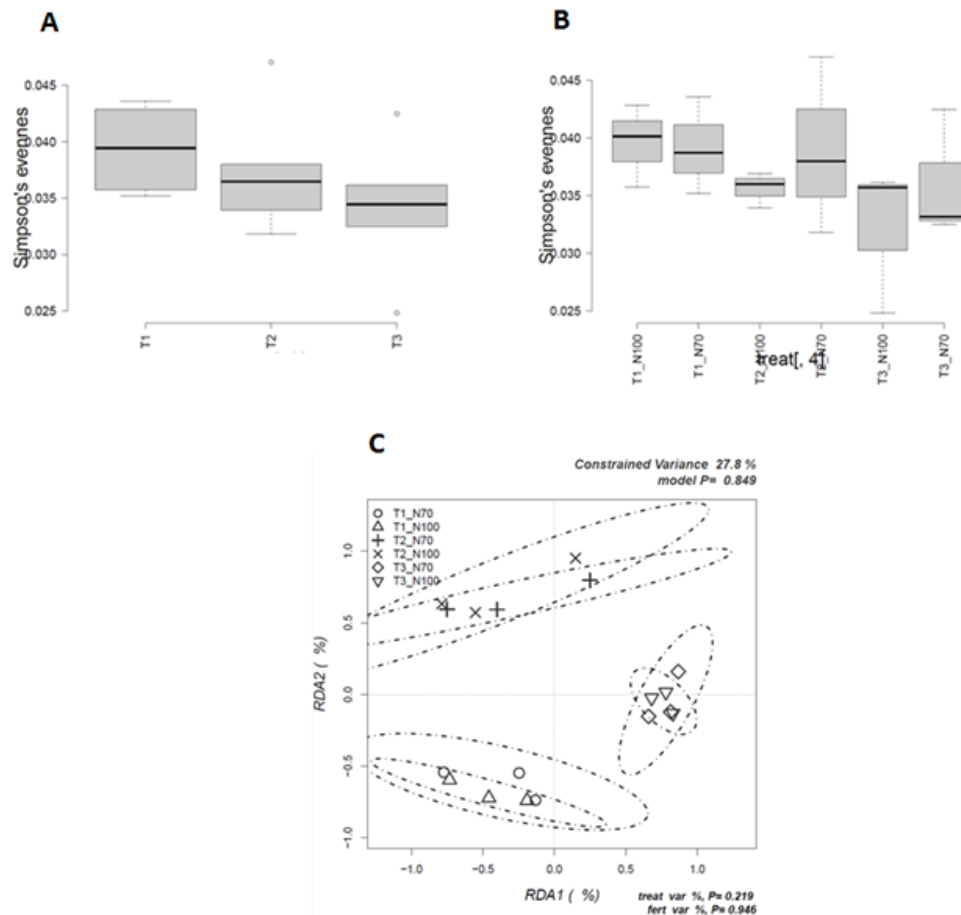 A
Simpson's evennes
0.045
0.040
0.035
0.030
0.025
T1
T2
T3
B
Simpson's evennes
0.045
0.040
0.035
0.030
0.025
T1_N100
T1_N70
T2_N100
T3_N100
T3_N70
treat[, 4]
C
Constrained Variance 27.8 %
model P= 0.849
T1_N70
T1_N100
T2_N70
T2_N100
T3_N70
T3_N100
RDA2 ( %)
1.0
0.5
0.0
−0.5
−1.0
−1.0
−0.5
0.0
0.5
1.0
RDA1 ( %)
treat var %, P= 0.219
fert var %, P= 0.946